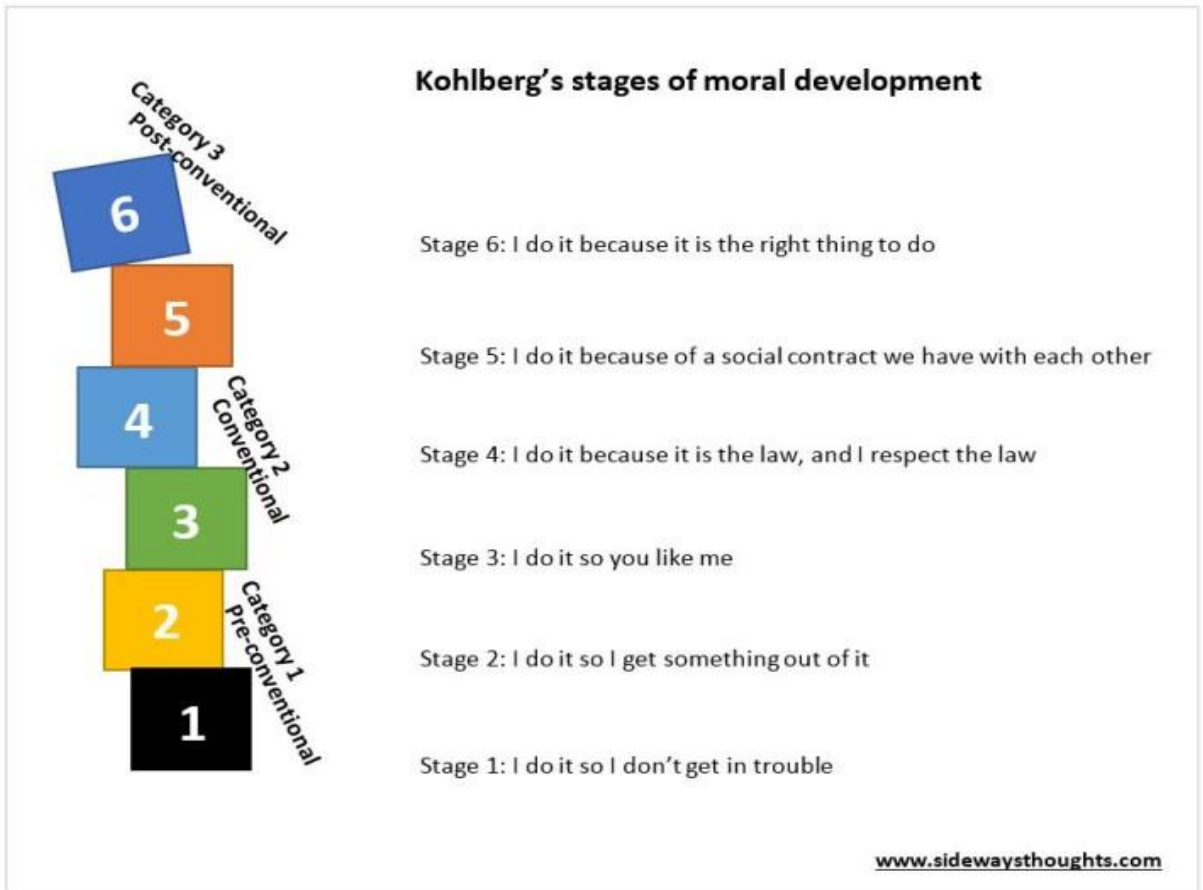 Kohlberg's stages of moral development
Category 3
Post-conventional
6
Stage 6: I do it because it is the right thing to do
5
Stage 5: I do it because of a social contract we have with each other
Category 2
Conventional
4
Stage 4: I do it because it is the law, and I respect the law
3
Stage 3: I do it so you like me
Category 1
Pre-conventional
2
Stage 2: I do it so I get something out of it
1
Stage 1: I do it so I don't get in trouble
www.sidewaysthoughts.com